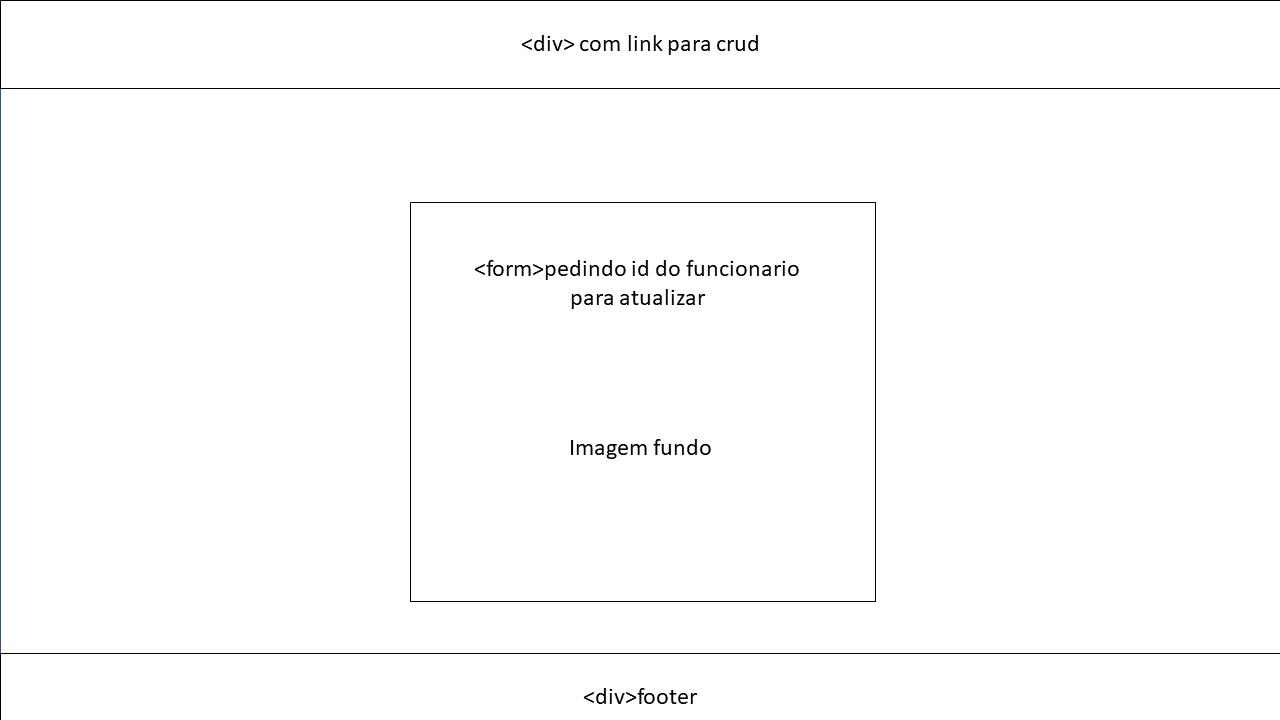 <div> com link para crud
<form>pedindo id do funcionario
para atualizar
Imagem fundo
<div>footer